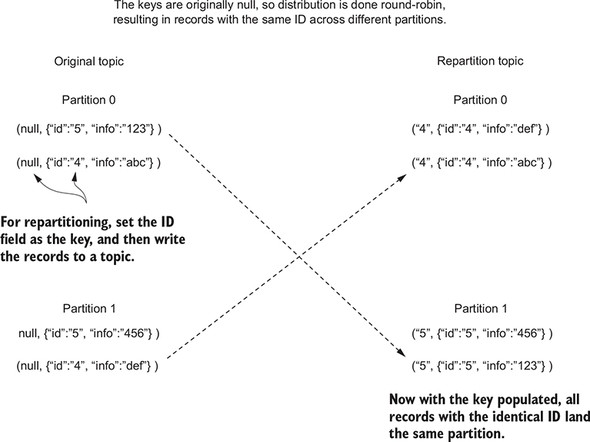 The keys are originally null, so distribution is done round-robin,
resulting in records with the same ID across different partitions.
Original topic
Partition 0
(null, {“id”:”5”, “info”:”123”} )
(null, {“id”:”4”, “info”:”abc”} )
For repartitioning, set the ID
field as the key, and then write
the records to a topic.
Partition 1
null, {“id”:”5”, “info”:”456”} )
(null, {“id”:”4”, “info”:”def”} )
Repartition topic
Partition 0
(“4”, {“id”:”4”, “info”:”def”} )
(“4”, {“id”:”4”, “info”:”abc”} )
Partition 1
(“5”, {“id”:”5”, “info”:”456”} )
(“5”, {“id”:”5”, “info”:”123”} )
Now with the key populated, all
records with the identical ID land
the same partition.